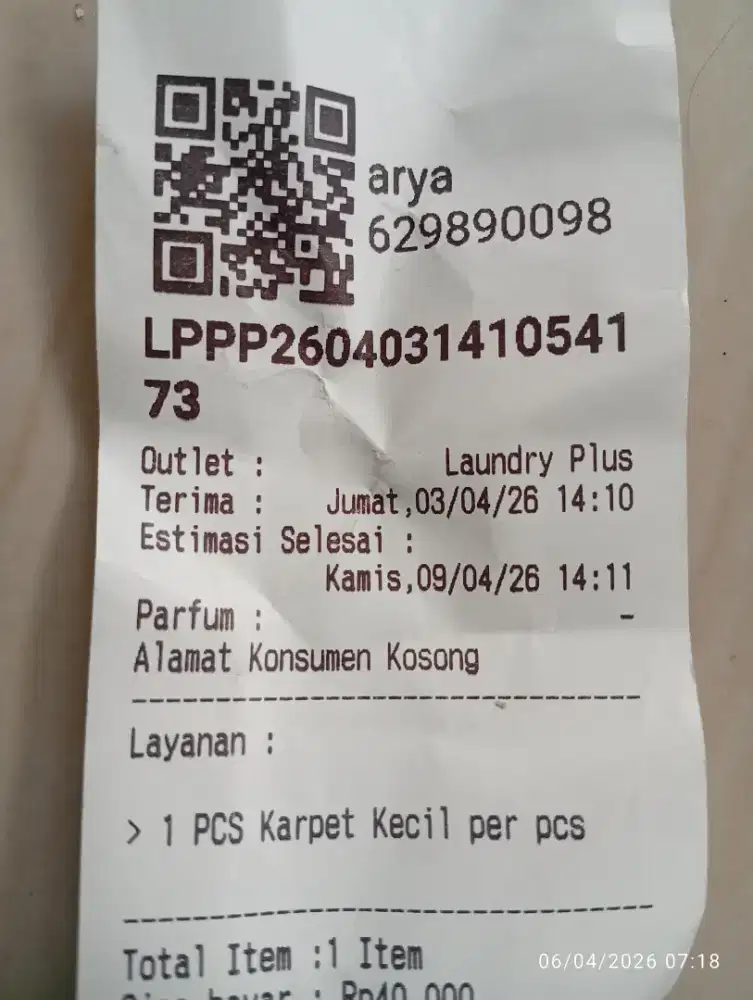 arya
629890098
LPPP2604031410541
73
Outlet : Laundry Plus
Terima : Jumat,03/04/26 14:10
Estimasi Selesai :
Kamis,09/04/26 14:11
Parfum : -
Alamat Konsumen Kosong
Layanan :
> 1 PCS Karpet Kecil per pcs
Total Item :1 Item
06/04/2026 07:18